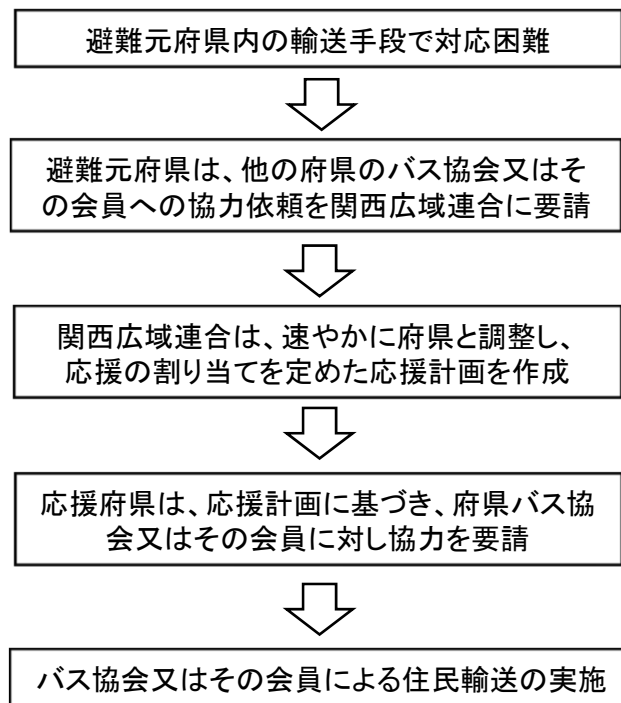 避難元府県内の輸送手段で対応困難
避難元府県は、他の府県のバス協会又はそ
の会員への協力依頼を関西広域連合に要請
関西広域連合は、速やかに府県と調整し、
応援の割り当てを定めた応援計画を作成
応援府県は、応援計画に基づき、府県バス協
会又はその会員に対し協力を要請
バス協会又はその会員による住民輸送の実施